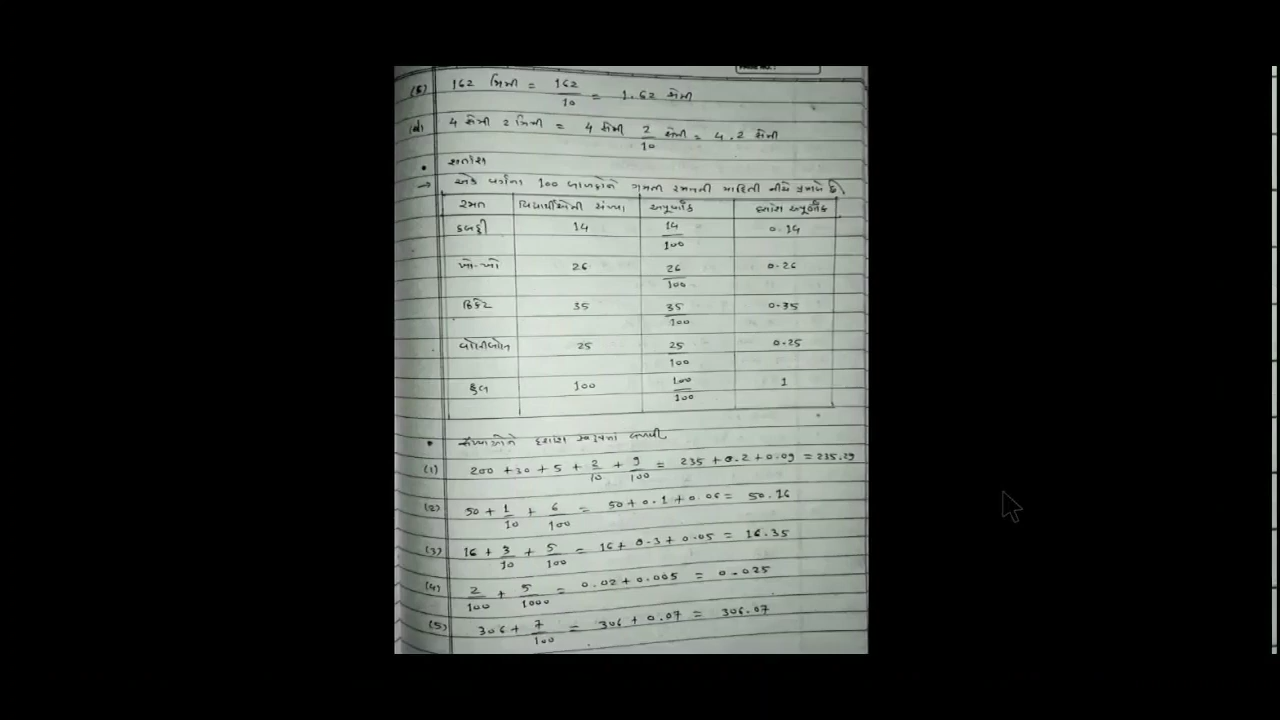 (ક) 162 મિમી = 162/10 = 1.62 સેમી
(ખ) 4 સેમી 2 મિમી = 4 સેમી 2/10 સેમી = 4.2 સેમી
• શતાંશ
→ એક વર્ગના 100 બાળકોને ગમતી રમતની માહિતી નીચે પ્રમાણે છે.
રમત વિદ્યાર્થીઓની સંખ્યા અપૂર્ણાંક દશાંશ અપૂર્ણાંક
કબડ્ડી 14 14/100 0.14
ખો-ખો 26 26/100 0.26
ક્રિકેટ 35 35/100 0.35
વોલીબોલ 25 25/100 0.25
કુલ 100 100/100 1
• સંખ્યાઓને દશાંશ સ્વરૂપમાં લખવી
(1) 200 + 30 + 5 + 2/10 + 9/100 = 235 + 0.2 + 0.09 = 235.29
(2) 50 + 1/10 + 6/100 = 50 + 0.1 + 0.06 = 50.16
(3) 16 + 3/10 + 5/100 = 16 + 0.3 + 0.05 = 16.35
(4) 2/100 + 5/1000 = 0.02 + 0.005 = 0.025
(5) 306 + 7/100 = 306 + 0.07 = 306.07